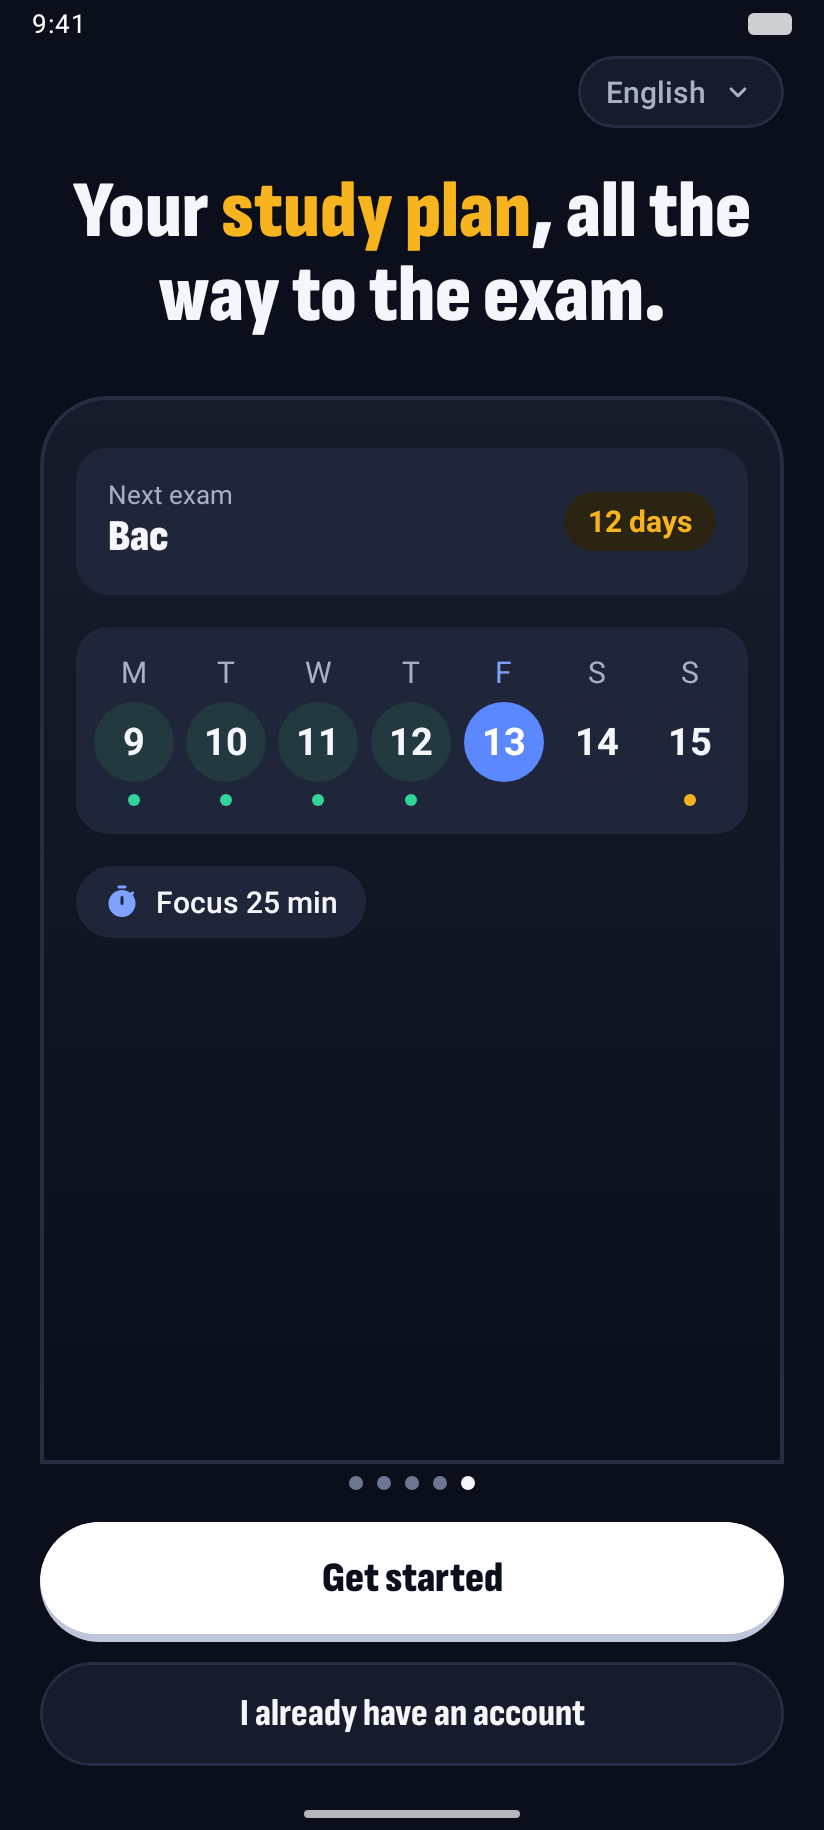 9:41
English
Your study plan, all the
way to the exam.
Next exam
Bac
12 days
M T W T F S S
9 10 11 12 13 14 15
Focus 25 min
Get started
I already have an account